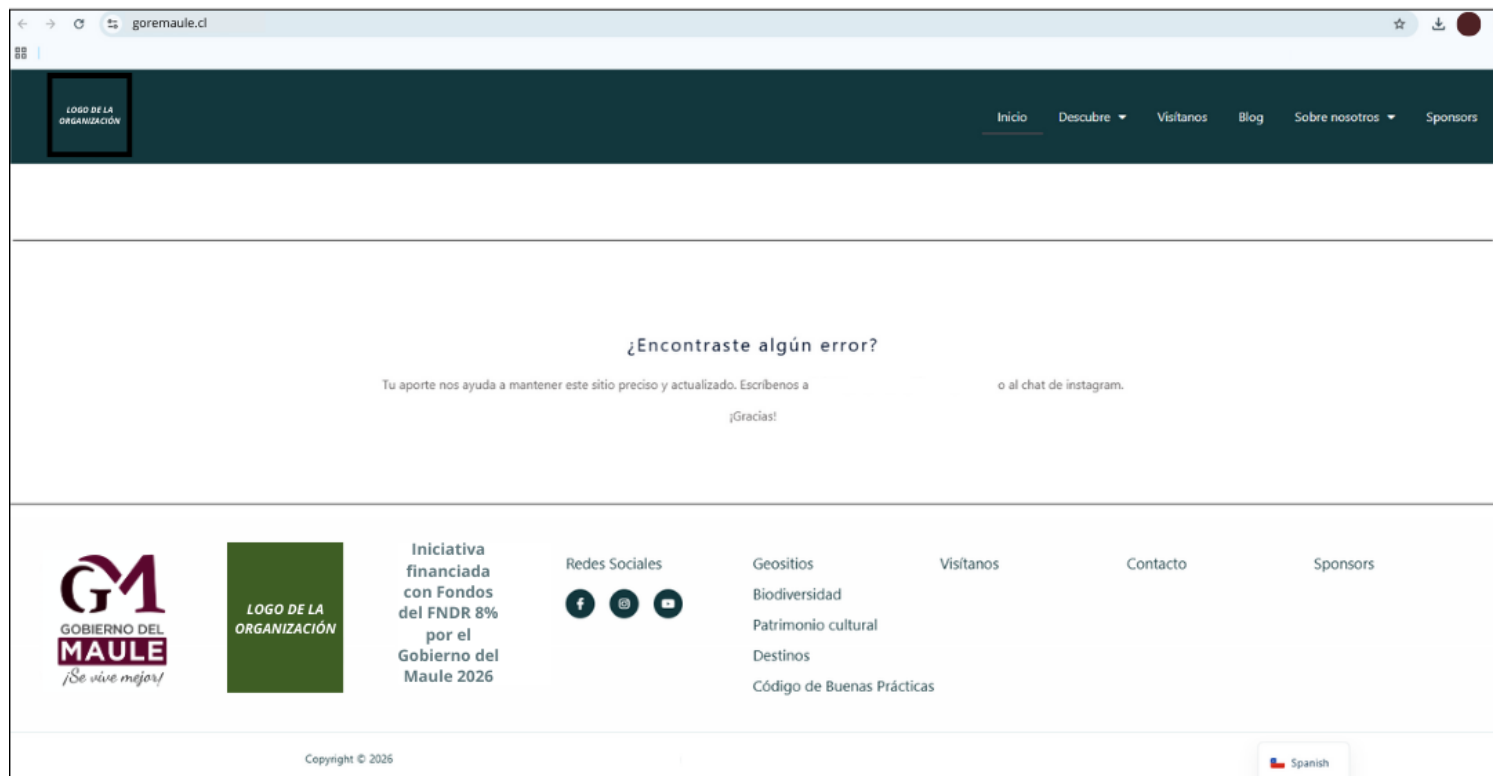 goremaule.cl
LOGO DE LA
ORGANIZACIÓN
Inicio Descubre Visítanos Blog Sobre nosotros Sponsors
¿Encontraste algún error?
Tu aporte nos ayuda a mantener este sitio preciso y actualizado. Escríbenos a o al chat de instagram.
¡Gracias!
GM
GOBIERNO DEL
MAULE
¡Se vive mejor!
LOGO DE LA
ORGANIZACIÓN
Iniciativa
financiada
con Fondos
del FNDR 8%
por el
Gobierno del
Maule 2026
Redes Sociales
Geositios
Biodiversidad
Patrimonio cultural
Destinos
Código de Buenas Prácticas
Visítanos
Contacto
Sponsors
Copyright © 2026
Spanish